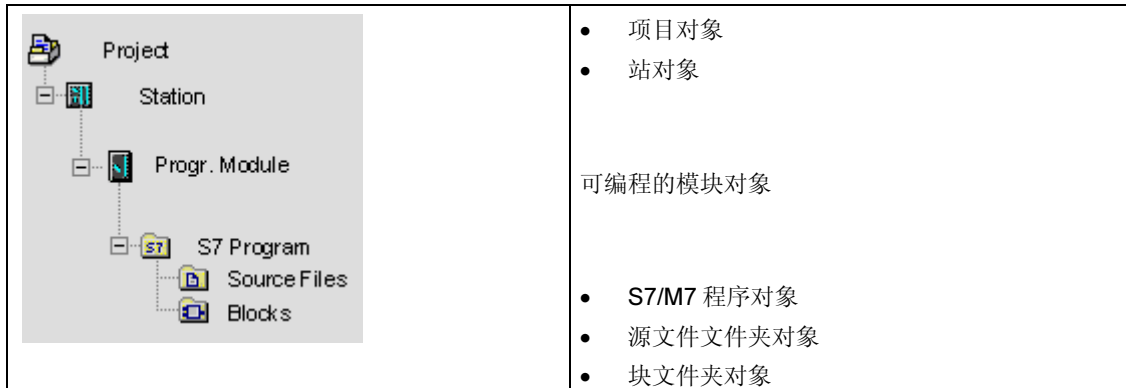 Project
Station
Progr. Module
S7 Program
Source Files
Blocks
• 项目对象
• 站对象
可编程的模块对象
• S7/M7 程序对象
• 源文件文件夹对象
• 块文件夹对象